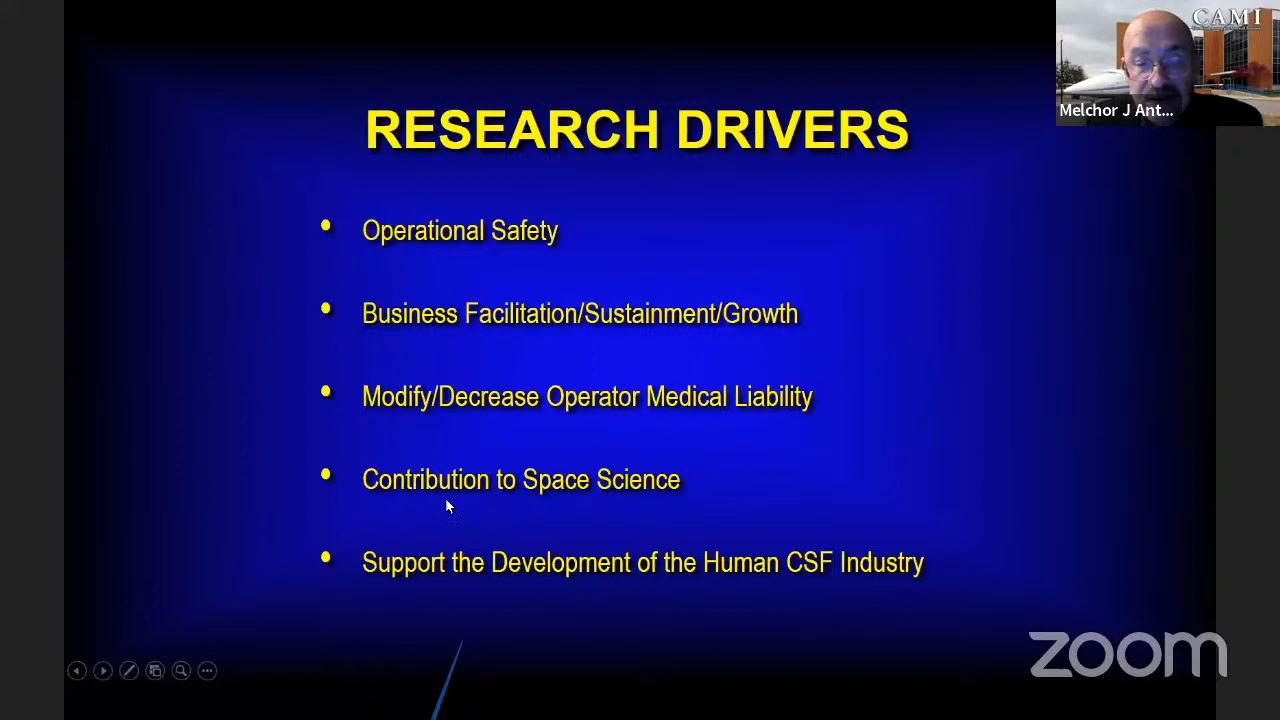 CAMI
Melchor J Ant...
RESEARCH DRIVERS
• Operational Safety
• Business Facilitation/Sustainment/Growth
• Modify/Decrease Operator Medical Liability
• Contribution to Space Science
• Support the Development of the Human CSF Industry
zoom